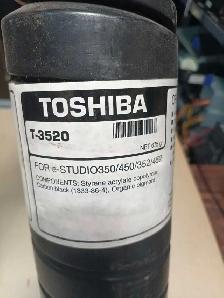 TOSHIBA
T-3520
NET
FOR e-STUDIO350/450/352/452
COMPONENTS: Styrene acrylate copolymer,
Carbon black (1333-86-4), Organic pigment,